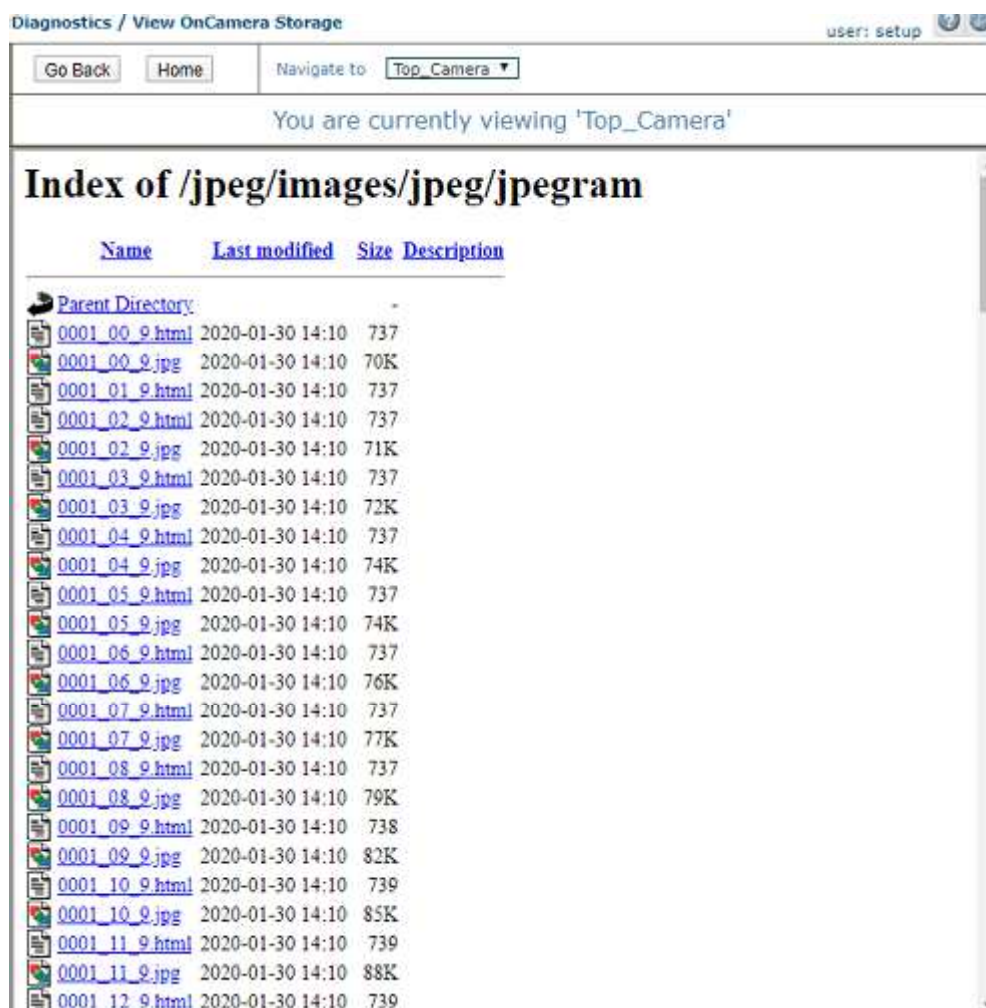 Diagnostics / View OnCamera Storage
user: setup
Go Back Home Navigate to Top_Camera
You are currently viewing 'Top_Camera'
Index of /jpeg/images/jpeg/jpegram
Name Last modified Size Description
Parent Directory -
0001_00_9.html 2020-01-30 14:10 737
0001_00_9.jpg 2020-01-30 14:10 70K
0001_01_9.html 2020-01-30 14:10 737
0001_02_9.html 2020-01-30 14:10 737
0001_02_9.jpg 2020-01-30 14:10 71K
0001_03_9.html 2020-01-30 14:10 737
0001_03_9.jpg 2020-01-30 14:10 72K
0001_04_9.html 2020-01-30 14:10 737
0001_04_9.jpg 2020-01-30 14:10 74K
0001_05_9.html 2020-01-30 14:10 737
0001_05_9.jpg 2020-01-30 14:10 74K
0001_06_9.html 2020-01-30 14:10 737
0001_06_9.jpg 2020-01-30 14:10 76K
0001_07_9.html 2020-01-30 14:10 737
0001_07_9.jpg 2020-01-30 14:10 77K
0001_08_9.html 2020-01-30 14:10 737
0001_08_9.jpg 2020-01-30 14:10 79K
0001_09_9.html 2020-01-30 14:10 738
0001_09_9.jpg 2020-01-30 14:10 82K
0001_10_9.html 2020-01-30 14:10 739
0001_10_9.jpg 2020-01-30 14:10 85K
0001_11_9.html 2020-01-30 14:10 739
0001_11_9.jpg 2020-01-30 14:10 88K
0001_12_9.html 2020-01-30 14:10 739